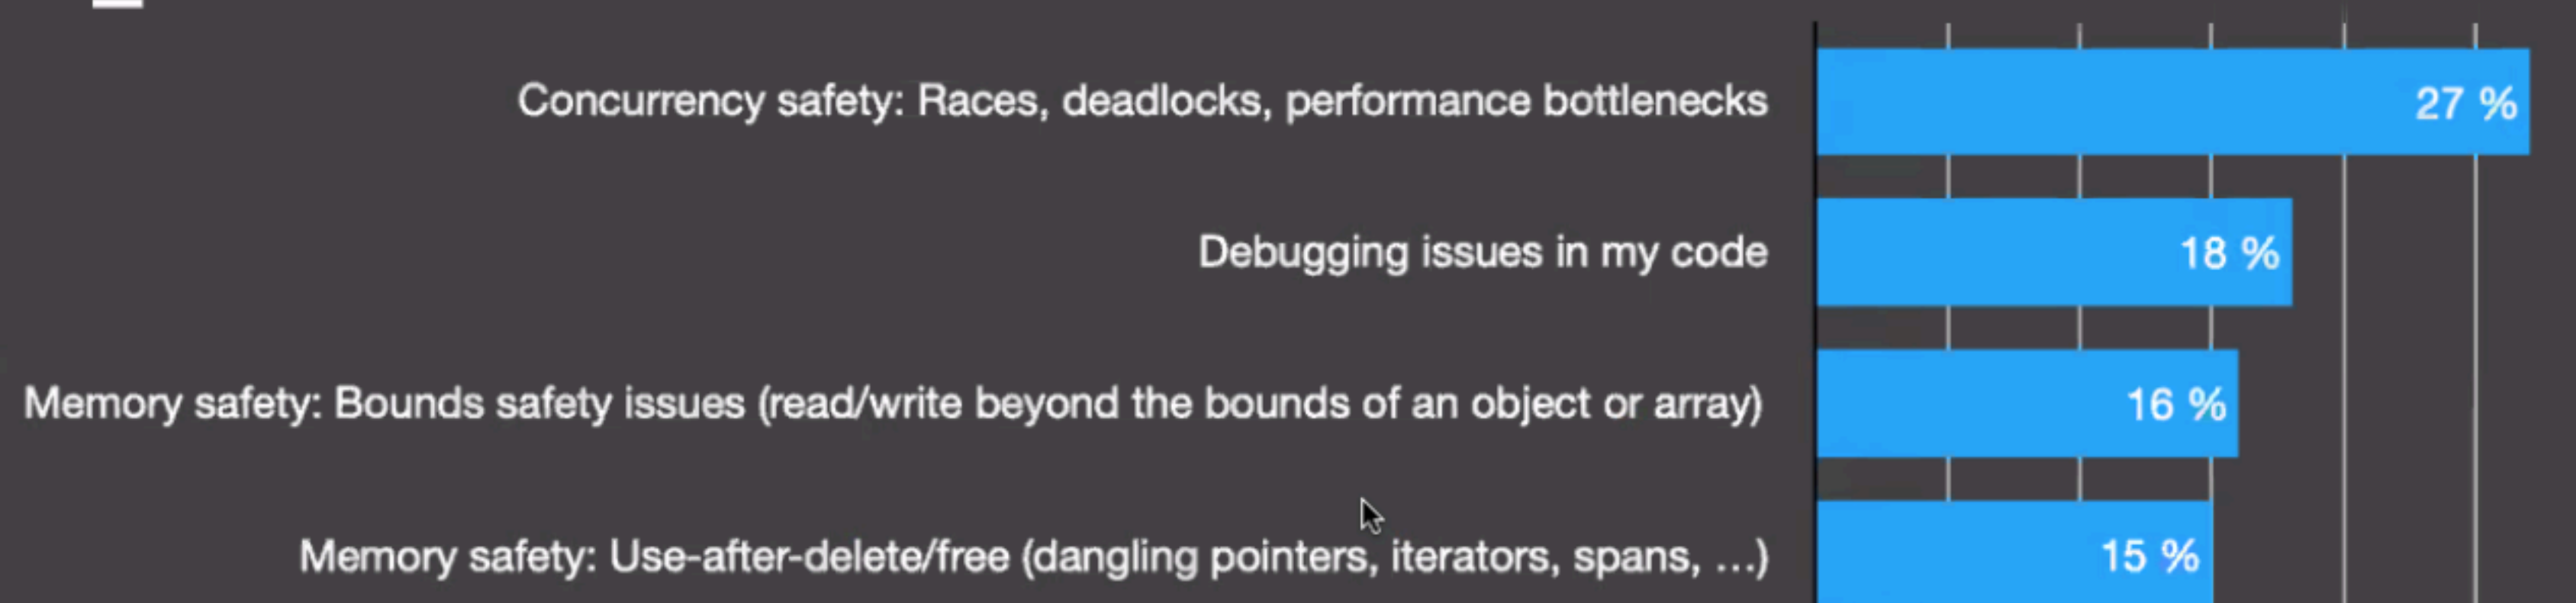 Concurrency safety: Races, deadlocks, performance bottlenecks 27 %
Debugging issues in my code 18 %
Memory safety: Bounds safety issues (read/write beyond the bounds of an object or array) 16 %
Memory safety: Use-after-delete/free (dangling pointers, iterators, spans, ...) 15 %